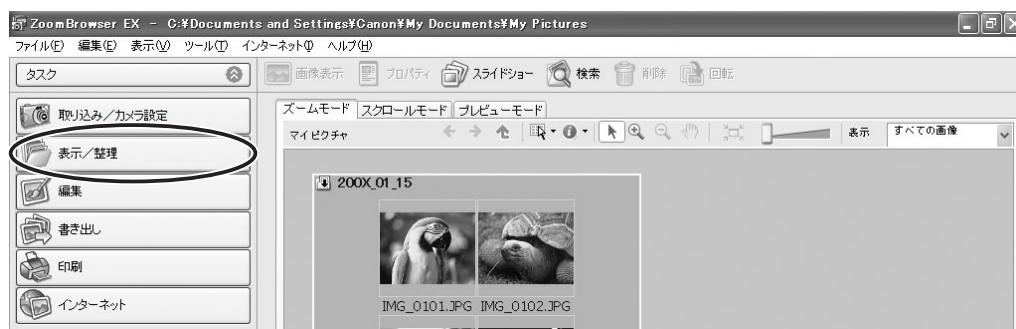 ZoomBrowser EX - C:¥Documents and Settings¥Canon¥My Documents¥My Pictures
ファイル(F) 編集(E) 表示(V) ツール(T) インターネット(I) ヘルプ(H)
タスク
画像表示 プロパティ スライドショー 検索 削除 回転
取り込み／カメラ設定
表示／整理
編集
書き出し
印刷
インターネット
ズームモード スクロールモード プレビューモード
マイピクチャ 表示 すべての画像
200X_01_15
IMG_0101.JPG IMG_0102.JPG